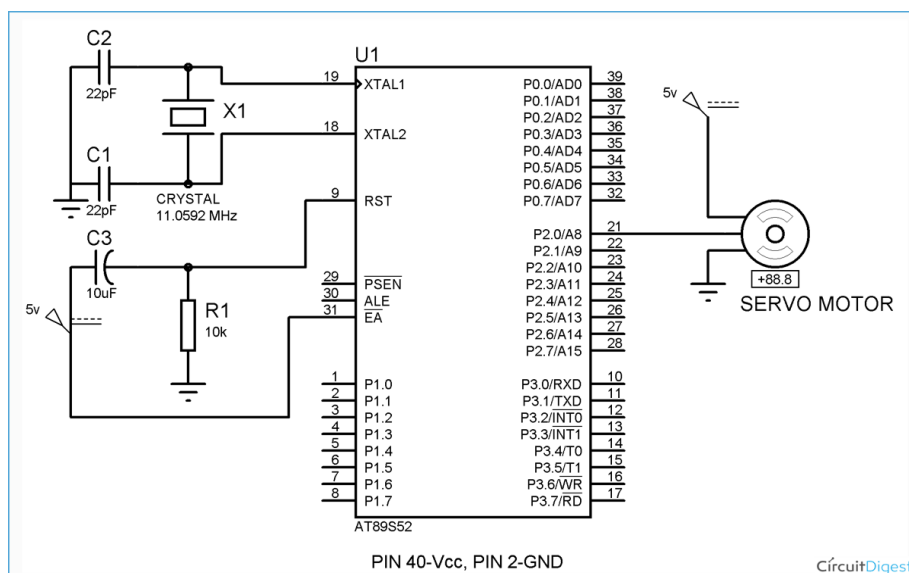 C2
22pF
X1
C1
22pF
CRYSTAL
11.0592 MHz
C3
10uF
5v
R1
10k
U1
19 XTAL1
18 XTAL2
9 RST
29 PSEN
30 ALE
31 EA
1 P1.0
2 P1.1
3 P1.2
4 P1.3
5 P1.4
6 P1.5
7 P1.6
8 P1.7
P0.0/AD0 39
P0.1/AD1 38
P0.2/AD2 37
P0.3/AD3 36
P0.4/AD4 35
P0.5/AD5 34
P0.6/AD6 33
P0.7/AD7 32
P2.0/A8 21
P2.1/A9 22
P2.2/A10 23
P2.3/A11 24
P2.4/A12 25
P2.5/A13 26
P2.6/A14 27
P2.7/A15 28
P3.0/RXD 10
P3.1/TXD 11
P3.2/INT0 12
P3.3/INT1 13
P3.4/T0 14
P3.5/T1 15
P3.6/WR 16
P3.7/RD 17
AT89S52
5v
+88.8
SERVO MOTOR
PIN 40-Vcc, PIN 2-GND
CírcuitDigest